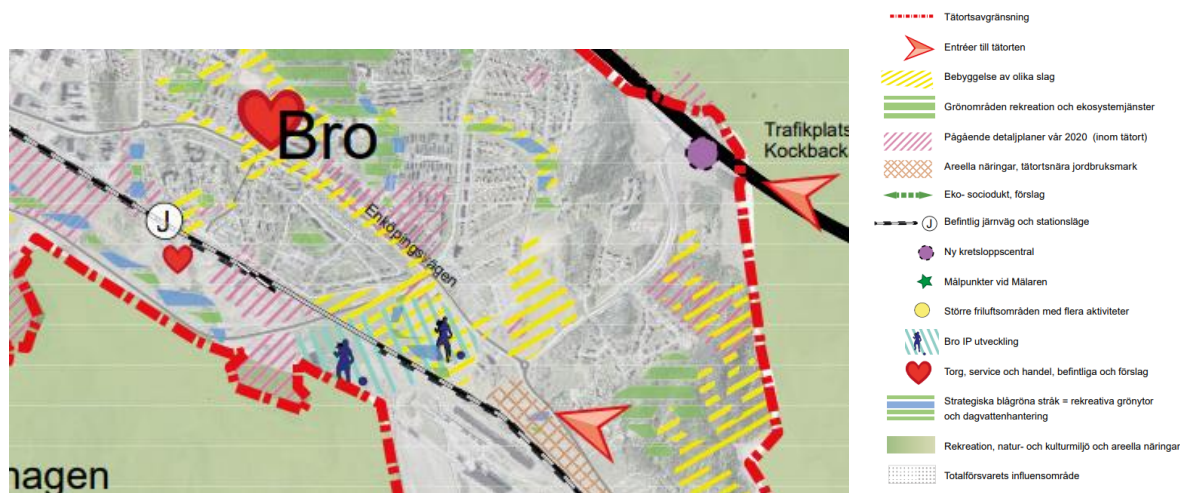 Bro
Trafikplats
Kockback
Enköpingsvägen
J
hagen
Tätortsavgränsning
Entréer till tätorten
Bebyggelse av olika slag
Grönområden rekreation och ekosystemjänster
Pågående detaljplaner vår 2020 (inom tätort)
Areella näringar, tätortsnära jordbruksmark
Eko- sociodukt, förslag
J Befintlig järnväg och stationsläge
Ny kretsloppscentral
Målpunkter vid Mälaren
Större friluftsområden med flera aktiviteter
Bro IP utveckling
Torg, service och handel, befintliga och förslag
Strategiska blågröna stråk = rekreativa grönytor
och dagvattenhantering
Rekreation, natur- och kulturmiljö och areella näringar
Totalförsvarets influensområde